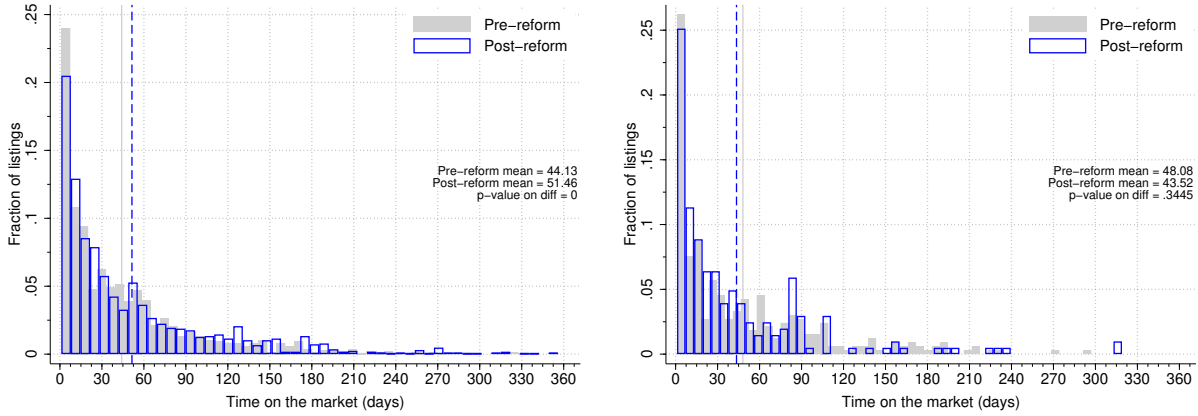 Pre−reform
Post−reform
Pre−reform mean = 44.13
Post−reform mean = 51.46
p−value on diff = 0
Fraction of listings
0 .05 .1 .15 .2 .25
0 30 60 90 120 150 180 210 240 270 300 330 360
Time on the market (days)
Pre−reform
Post−reform
Pre−reform mean = 48.08
Post−reform mean = 43.52
p−value on diff = .3445
Fraction of listings
0 .05 .1 .15 .2 .25
0 30 60 90 120 150 180 210 240 270 300 330 360
Time on the market (days)